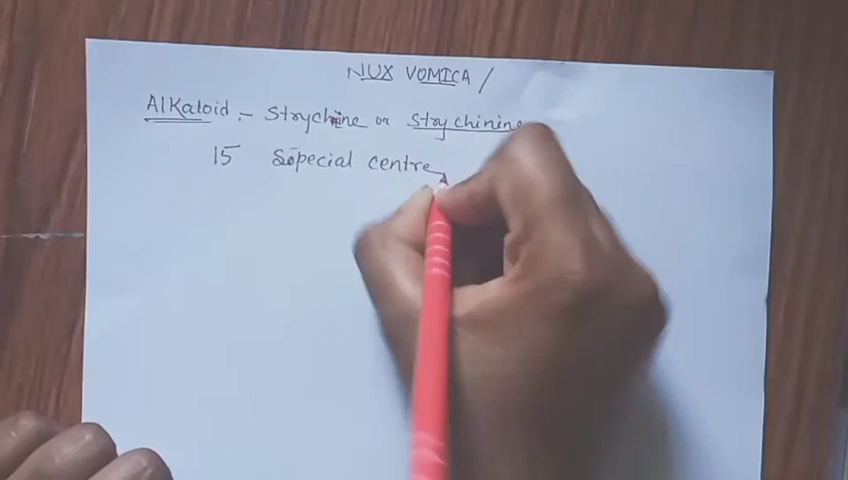 NUX VOMICA /
Alkaloid :- Strychine or Strychinine
15 Sopecial centre